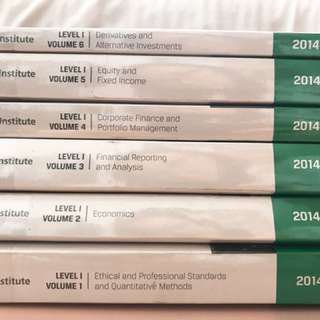 Institute LEVEL I Derivatives and 2014
VOLUME 6 Alternative Investments
Institute LEVEL I Equity and 2014
VOLUME 5 Fixed Income
Institute LEVEL I Corporate Finance and 2014
VOLUME 4 Portfolio Management
Institute LEVEL I Financial Reporting 2014
VOLUME 3 and Analysis
nstitute LEVEL I Economics 2014
VOLUME 2
Institute LEVEL I Ethical and Professional Standards 2014
VOLUME 1 and Quantitative Methods